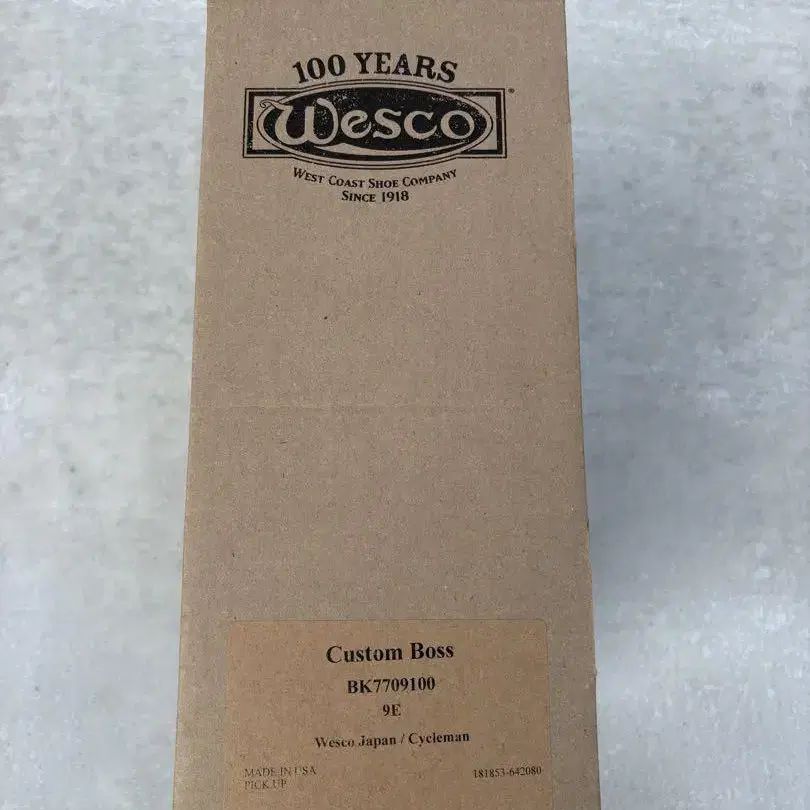 100 YEARS
Wesco®
WEST COAST SHOE COMPANY
SINCE 1918
Custom Boss
BK7709100
9E
Wesco Japan / Cycleman
MADE IN USA 181853-642080
PICK UP